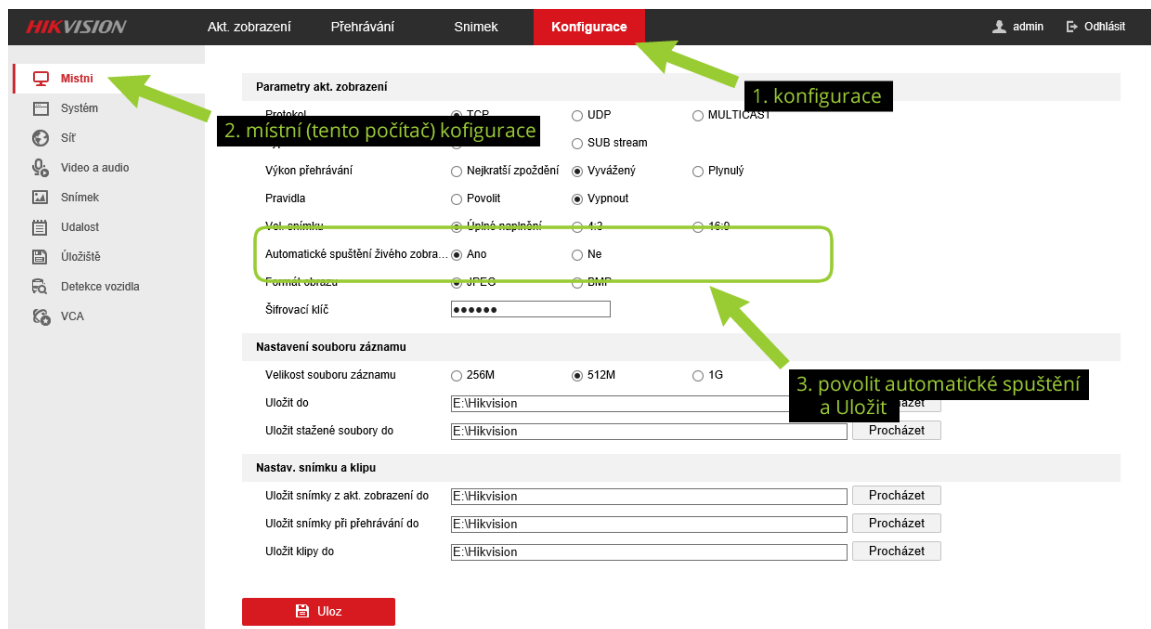 HIKVISION Akt. zobrazení Přehrávání Snimek Konfigurace admin Odhlásit
Místni
Systém
Síť
Video a audio
Snímek
Udalost
Úložiště
Detekce vozidla
VCA
Parametry akt. zobrazení
1. konfigurace
Protokol TCP UDP MULTICAST
2. místní (tento počítač) kofigurace
SUB stream
Výkon přehrávání Nejkratší zpoždění Vyvážený Plynulý
Pravidla Povolit Vypnout
Vel. snímku Úplné naplnění 4:3 16:9
Automatické spuštění živého zobra... Ano Ne
Formát obrazu JPEG BMP
Šifrovací klíč ●●●●●●
Nastavení souboru záznamu
Velikost souboru záznamu 256M 512M 1G
3. povolit automatické spuštění
a Uložit
Uložit do E:\Hikvision
Uložit stažené soubory do E:\Hikvision Procházet
Nastav. snímku a klipu
Uložit snímky z akt. zobrazení do E:\Hikvision Procházet
Uložit snímky při přehrávání do E:\Hikvision Procházet
Uložit klipy do E:\Hikvision Procházet
Uloz